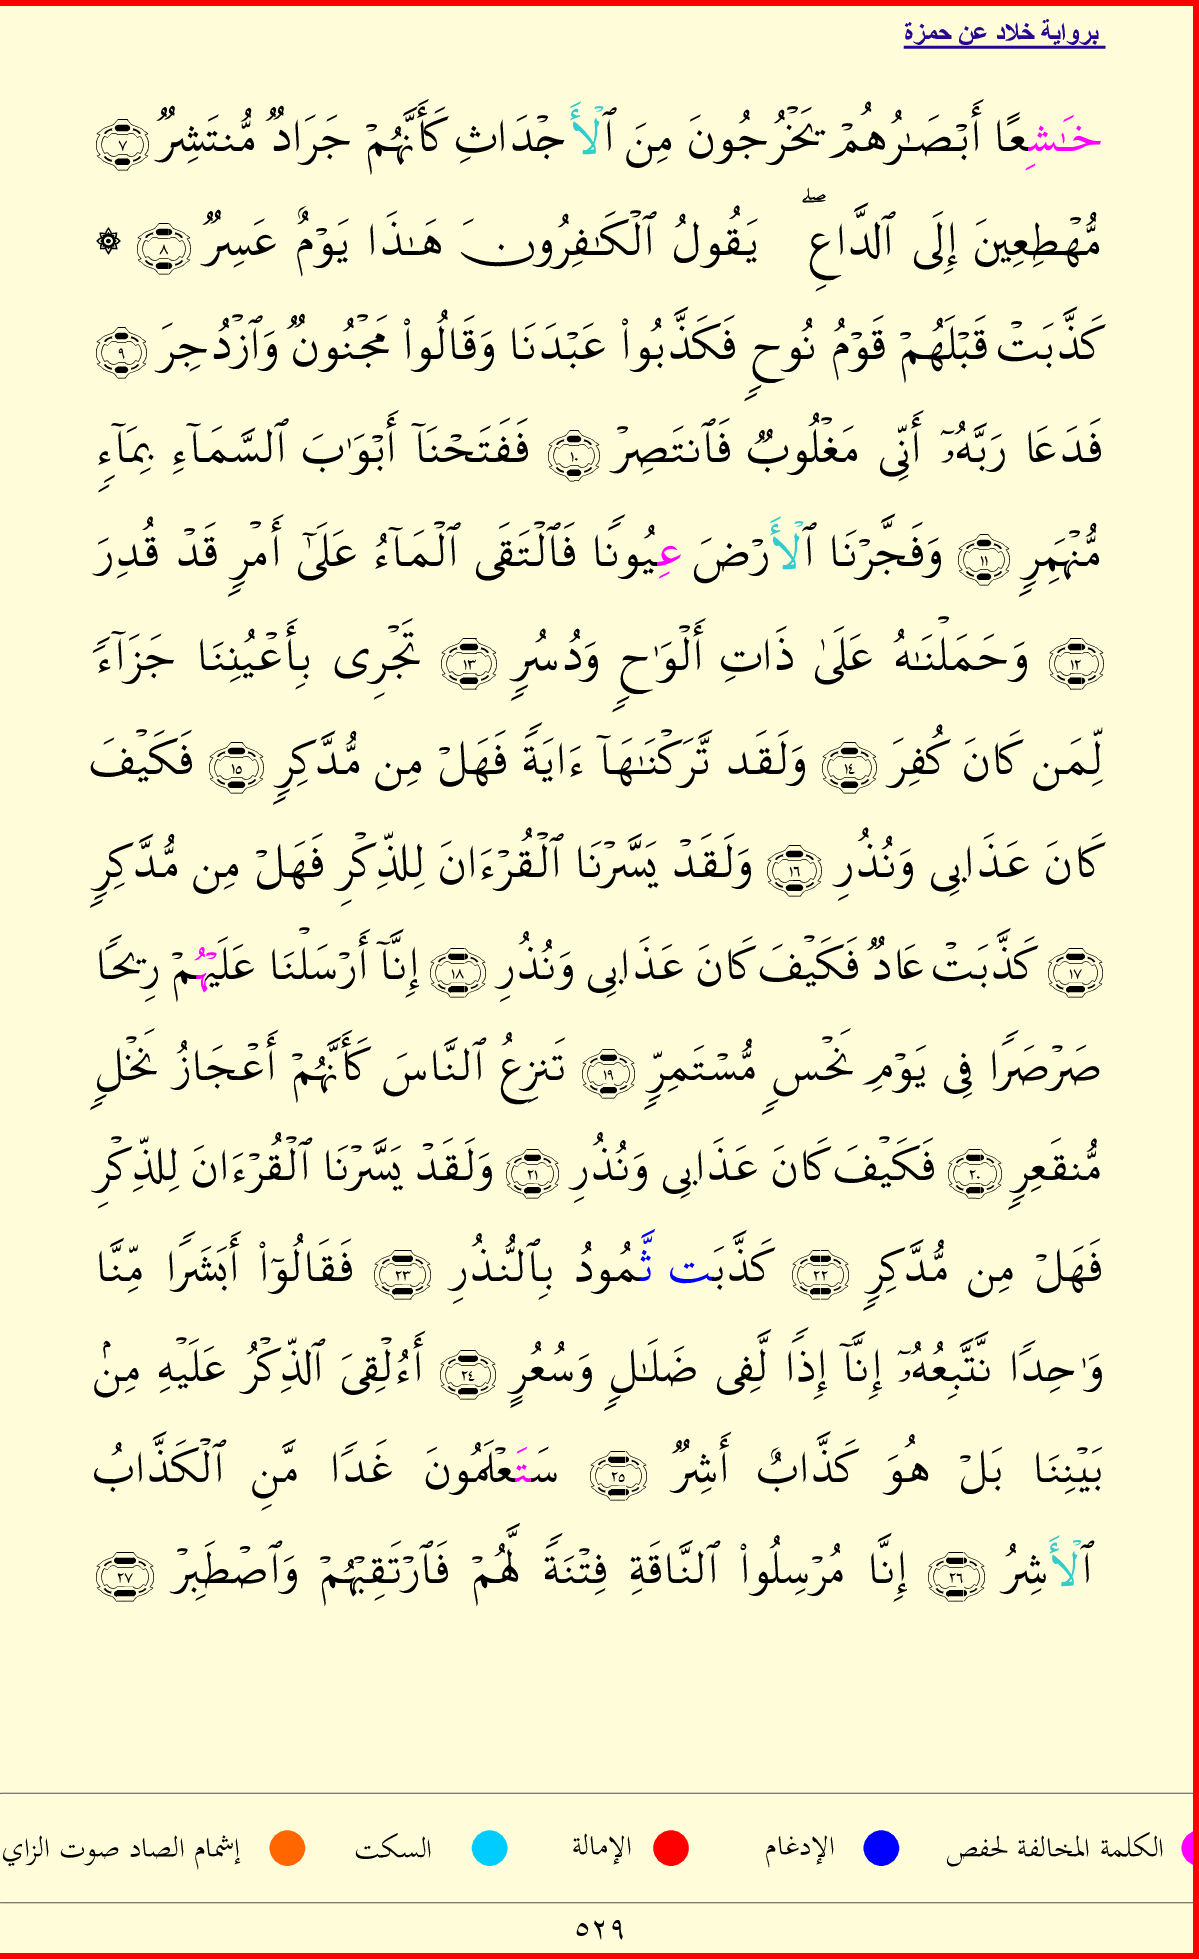 برواية خلاد عن حمزة
خَـٰشِعًا أَبْصَـٰرُهُمْ يَخْرُجُونَ مِنَ ٱلْأَجْدَاثِ كَأَنَّهُمْ جَرَادٌ مُّنتَشِرٌ ٧
مُّهْطِعِينَ إِلَى ٱلدَّاعِ ۖ يَقُولُ ٱلْكَـٰفِرُونَ هَـٰذَا يَوْمٌ عَسِرٌ ٨ ۞
كَذَّبَتْ قَبْلَهُمْ قَوْمُ نُوحٍ فَكَذَّبُوا۟ عَبْدَنَا وَقَالُوا۟ مَجْنُونٌ وَٱزْدُجِرَ ٩
فَدَعَا رَبَّهُۥٓ أَنِّى مَغْلُوبٌ فَٱنتَصِرْ ١٠ فَفَتَحْنَآ أَبْوَٰبَ ٱلسَّمَآءِ بِمَآءٍ
مُّنْهَمِرٍ ١١ وَفَجَّرْنَا ٱلْأَرْضَ عِيُونًا فَٱلْتَقَى ٱلْمَآءُ عَلَىٰٓ أَمْرٍ قَدْ قُدِرَ
١٢ وَحَمَلْنَـٰهُ عَلَىٰ ذَاتِ أَلْوَٰحٍ وَدُسُرٍ ١٣ تَجْرِى بِأَعْيُنِنَا جَزَآءً
لِّمَن كَانَ كُفِرَ ١٤ وَلَقَد تَّرَكْنَـٰهَآ ءَايَةً فَهَلْ مِن مُّدَّكِرٍ ١٥ فَكَيْفَ
كَانَ عَذَابِى وَنُذُرِ ١٦ وَلَقَدْ يَسَّرْنَا ٱلْقُرْءَانَ لِلذِّكْرِ فَهَلْ مِن مُّدَّكِرٍ
١٧ كَذَّبَتْ عَادٌ فَكَيْفَ كَانَ عَذَابِى وَنُذُرِ ١٨ إِنَّآ أَرْسَلْنَا عَلَيْهُمْ رِيحًا
صَرْصَرًا فِى يَوْمِ نَحْسٍ مُّسْتَمِرٍّ ١٩ تَنزِعُ ٱلنَّاسَ كَأَنَّهُمْ أَعْجَازُ نَخْلٍ
مُّنقَعِرٍ ٢٠ فَكَيْفَ كَانَ عَذَابِى وَنُذُرِ ٢١ وَلَقَدْ يَسَّرْنَا ٱلْقُرْءَانَ لِلذِّكْرِ
فَهَلْ مِن مُّدَّكِرٍ ٢٢ كَذَّبَت ثَّمُودُ بِٱلنُّذُرِ ٢٣ فَقَالُوٓا۟ أَبَشَرًا مِّنَّا
وَٰحِدًا نَّتَّبِعُهُۥٓ إِنَّآ إِذًا لَّفِى ضَلَـٰلٍ وَسُعُرٍ ٢٤ أَءُلْقِىَ ٱلذِّكْرُ عَلَيْهِ مِنۢ
بَيْنِنَا بَلْ هُوَ كَذَّابٌ أَشِرٌ ٢٥ سَتَعْلَمُونَ غَدًا مَّنِ ٱلْكَذَّابُ
ٱلْأَشِرُ ٢٦ إِنَّا مُرْسِلُوا۟ ٱلنَّاقَةِ فِتْنَةً لَّهُمْ فَٱرْتَقِبْهُمْ وَٱصْطَبِرْ ٢٧
الكلمة المخالفة لحفص الإدغام الإمالة السكت إشمام الصاد صوت الزاي
٥٢٩